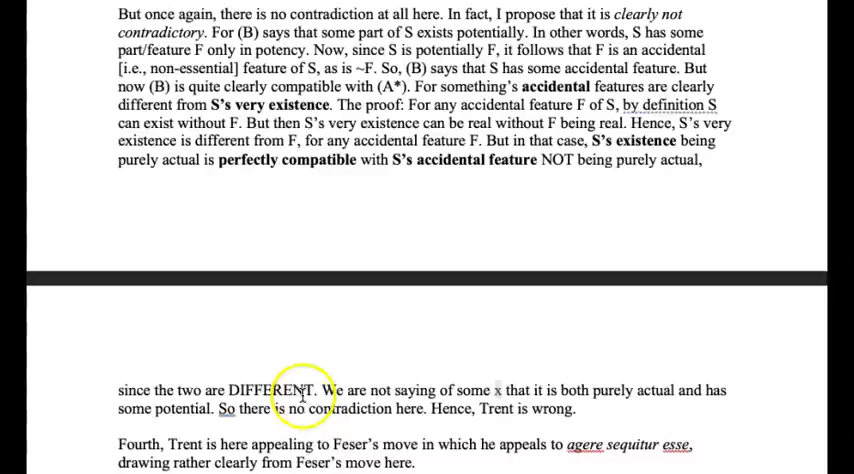 But once again, there is no contradiction at all here. In fact, I propose that it is clearly not
contradictory. For (B) says that some part of S exists potentially. In other words, S has some
part/feature F only in potency. Now, since S is potentially F, it follows that F is an accidental
[i.e., non-essential] feature of S, as is ~F. So, (B) says that S has some accidental feature. But
now (B) is quite clearly compatible with (A*). For something's accidental features are clearly
different from S's very existence. The proof: For any accidental feature F of S, by definition S
can exist without F. But then S's very existence can be real without F being real. Hence, S's very
existence is different from F, for any accidental feature F. But in that case, S's existence being
purely actual is perfectly compatible with S's accidental feature NOT being purely actual,
since the two are DIFFERENT. We are not saying of some x that it is both purely actual and has
some potential. So there is no contradiction here. Hence, Trent is wrong.
Fourth, Trent is here appealing to Feser's move in which he appeals to agere sequitur esse,
drawing rather clearly from Feser's move here.